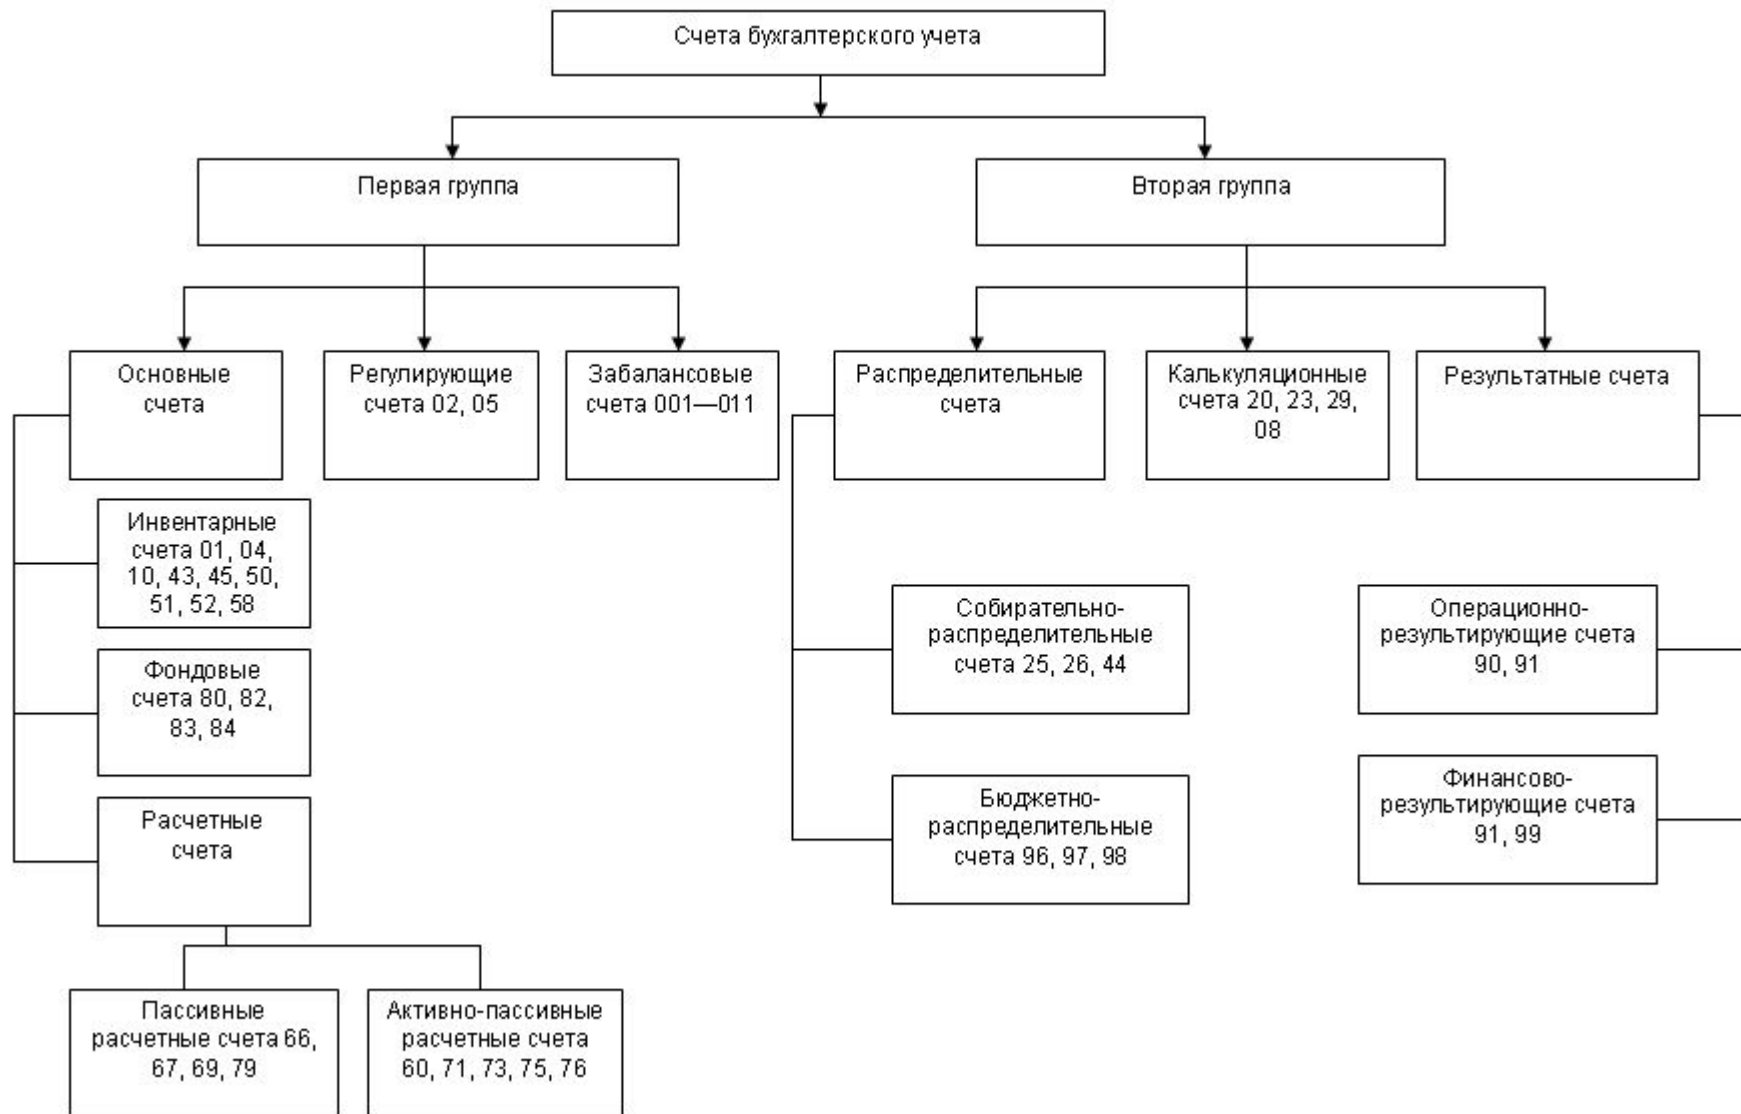 Счета бухгалтерского учета
Первая группа
Вторая группа
Основные
счета
Регулирующие
счета 02, 05
Забалансовые
счета 001—011
Распределительные
счета
Калькуляционные
счета 20, 23, 29,
08
Результатные счета
Инвентарные
счета 01, 04,
10, 43, 45, 50,
51, 52, 58
Фондовые
счета 80, 82,
83, 84
Расчетные
счета
Собирательно-
распределительные
счета 25, 26, 44
Операционно-
результирующие счета
90, 91
Бюджетно-
распределительные
счета 96, 97, 98
Финансово-
результирующие счета
91, 99
Пассивные
расчетные счета 66,
67, 69, 79
Активно-пассивные
расчетные счета
60, 71, 73, 75, 76